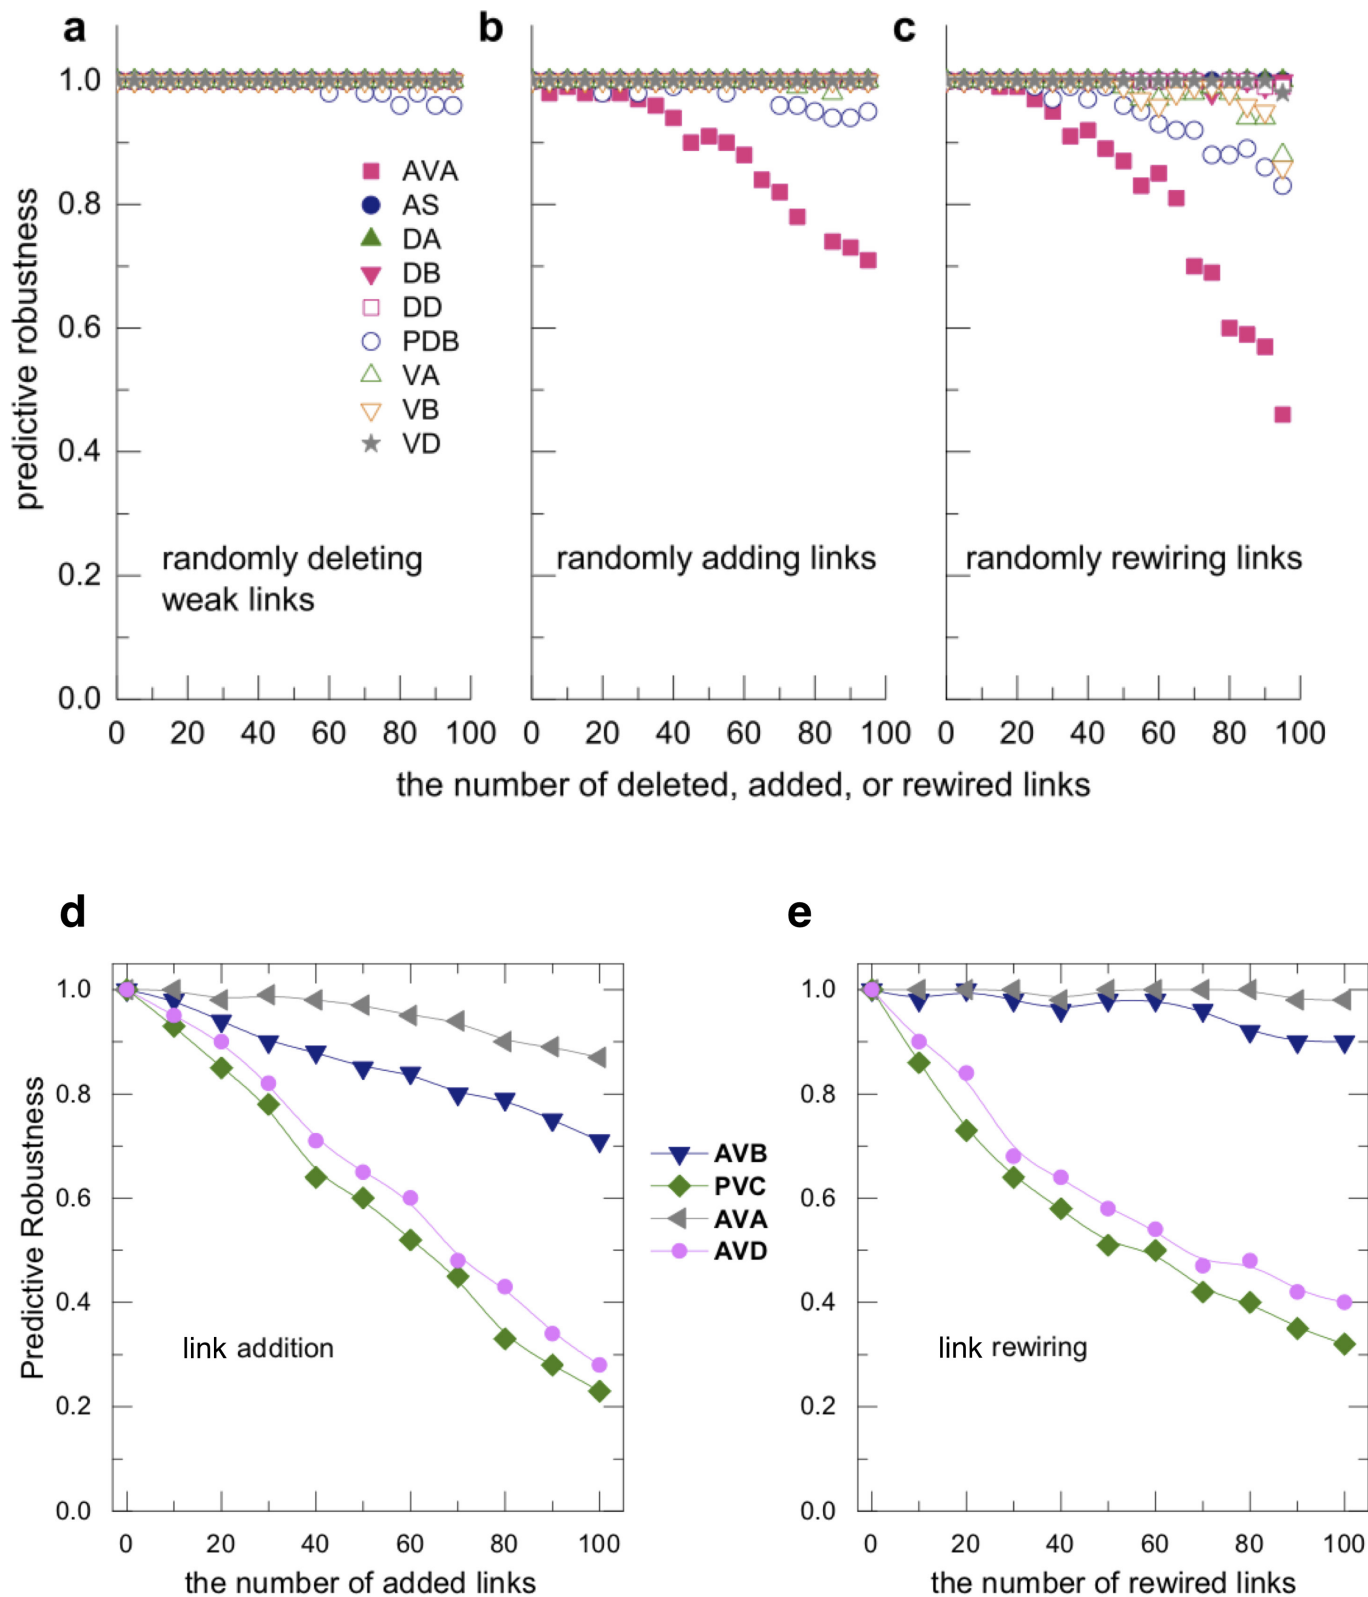 a
b
c
1.0
0.8
0.6
0.4
0.2
0.0
predictive robustness
AVA
AS
DA
DB
DD
PDB
VA
VB
VD
randomly deleting
weak links
randomly adding links
randomly rewiring links
0 20 40 60 80 100
0 20 40 60 80 100
0 20 40 60 80 100
the number of deleted, added, or rewired links
d
1.0
0.8
0.6
0.4
0.2
0.0
Predictive Robustness
link addition
0 20 40 60 80 100
the number of added links
AVB
PVC
AVA
AVD
e
1.0
0.8
0.6
0.4
0.2
0.0
link rewiring
0 20 40 60 80 100
the number of rewired links